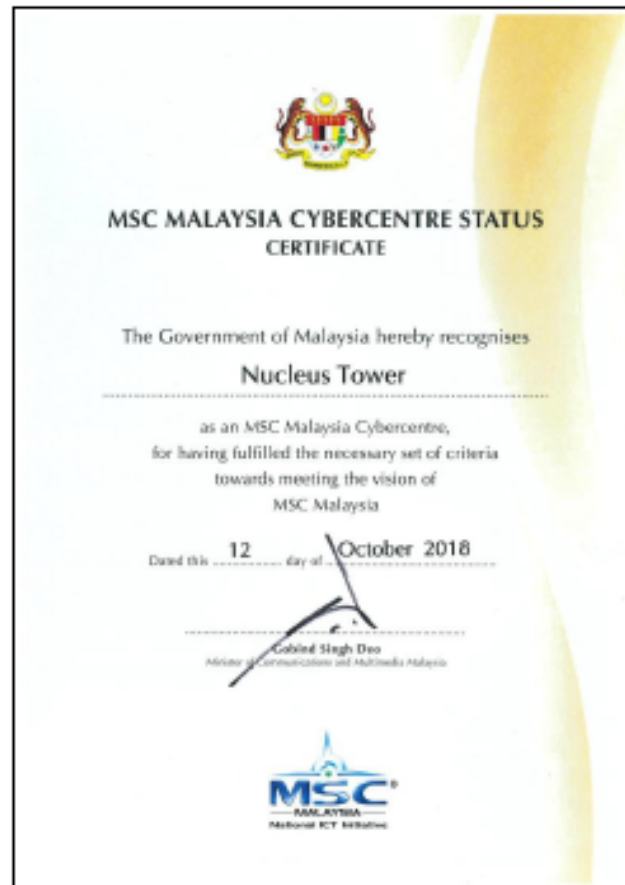 MSC MALAYSIA CYBERCENTRE STATUS
CERTIFICATE
The Government of Malaysia hereby recognises
Nucleus Tower
as an MSC Malaysia Cybercentre,
for having fulfilled the necessary set of criteria
towards meeting the vision of
MSC Malaysia
Dated this 12 day of October 2018
Gobind Singh Deo
Minister of Communications and Multimedia Malaysia
MSC®
MALAYSIA
National ICT Initiative